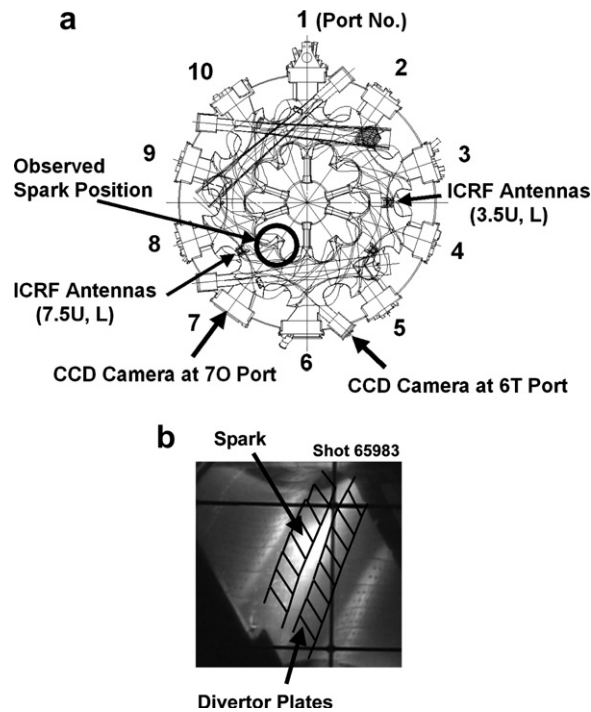 a
1 (Port No.)
2
3
ICRF Antennas
(3.5U, L)
4
5
CCD Camera at 6T Port
6
7
CCD Camera at 7O Port
ICRF Antennas
(7.5U, L)
8
Observed
Spark Position
9
10
b
Spark
Shot 65983
Divertor Plates